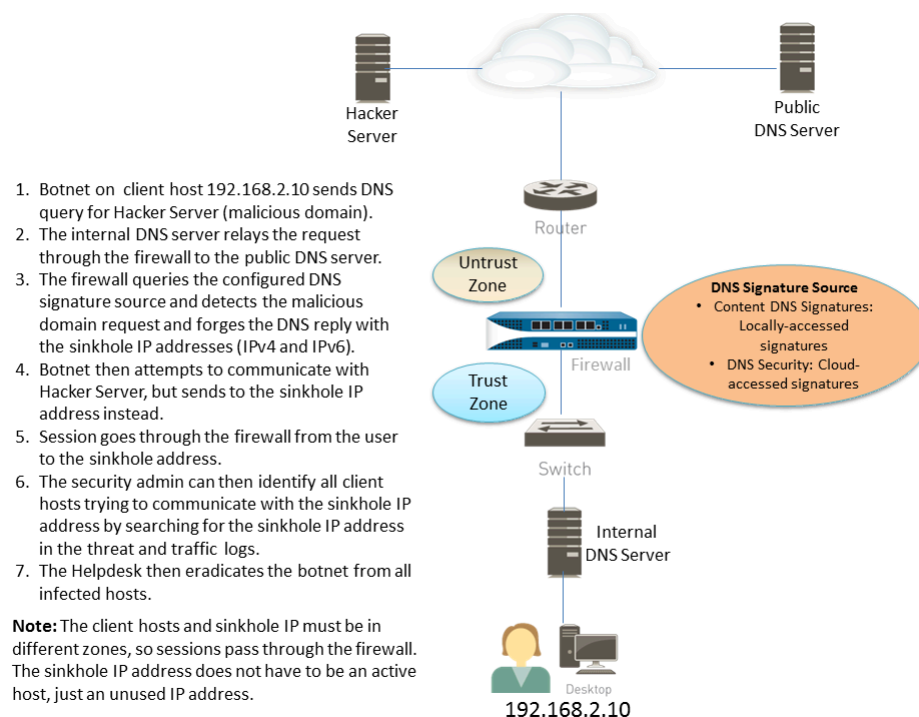 Hacker
Server
Public
DNS Server
1. Botnet on client host 192.168.2.10 sends DNS
query for Hacker Server (malicious domain).
2. The internal DNS server relays the request
through the firewall to the public DNS server.
3. The firewall queries the configured DNS
signature source and detects the malicious
domain request and forges the DNS reply with
the sinkhole IP addresses (IPv4 and IPv6).
4. Botnet then attempts to communicate with
Hacker Server, but sends to the sinkhole IP
address instead.
5. Session goes through the firewall from the user
to the sinkhole address.
6. The security admin can then identify all client
hosts trying to communicate with the sinkhole IP
address by searching for the sinkhole IP address
in the threat and traffic logs.
7. The Helpdesk then eradicates the botnet from all
infected hosts.
Note: The client hosts and sinkhole IP must be in
different zones, so sessions pass through the firewall.
The sinkhole IP address does not have to be an active
host, just an unused IP address.
Router
Untrust
Zone
Firewall
DNS Signature Source
• Content DNS Signatures:
Locally-accessed
signatures
• DNS Security: Cloud-
accessed signatures
Trust
Zone
Switch
Internal
DNS Server
Desktop
192.168.2.10